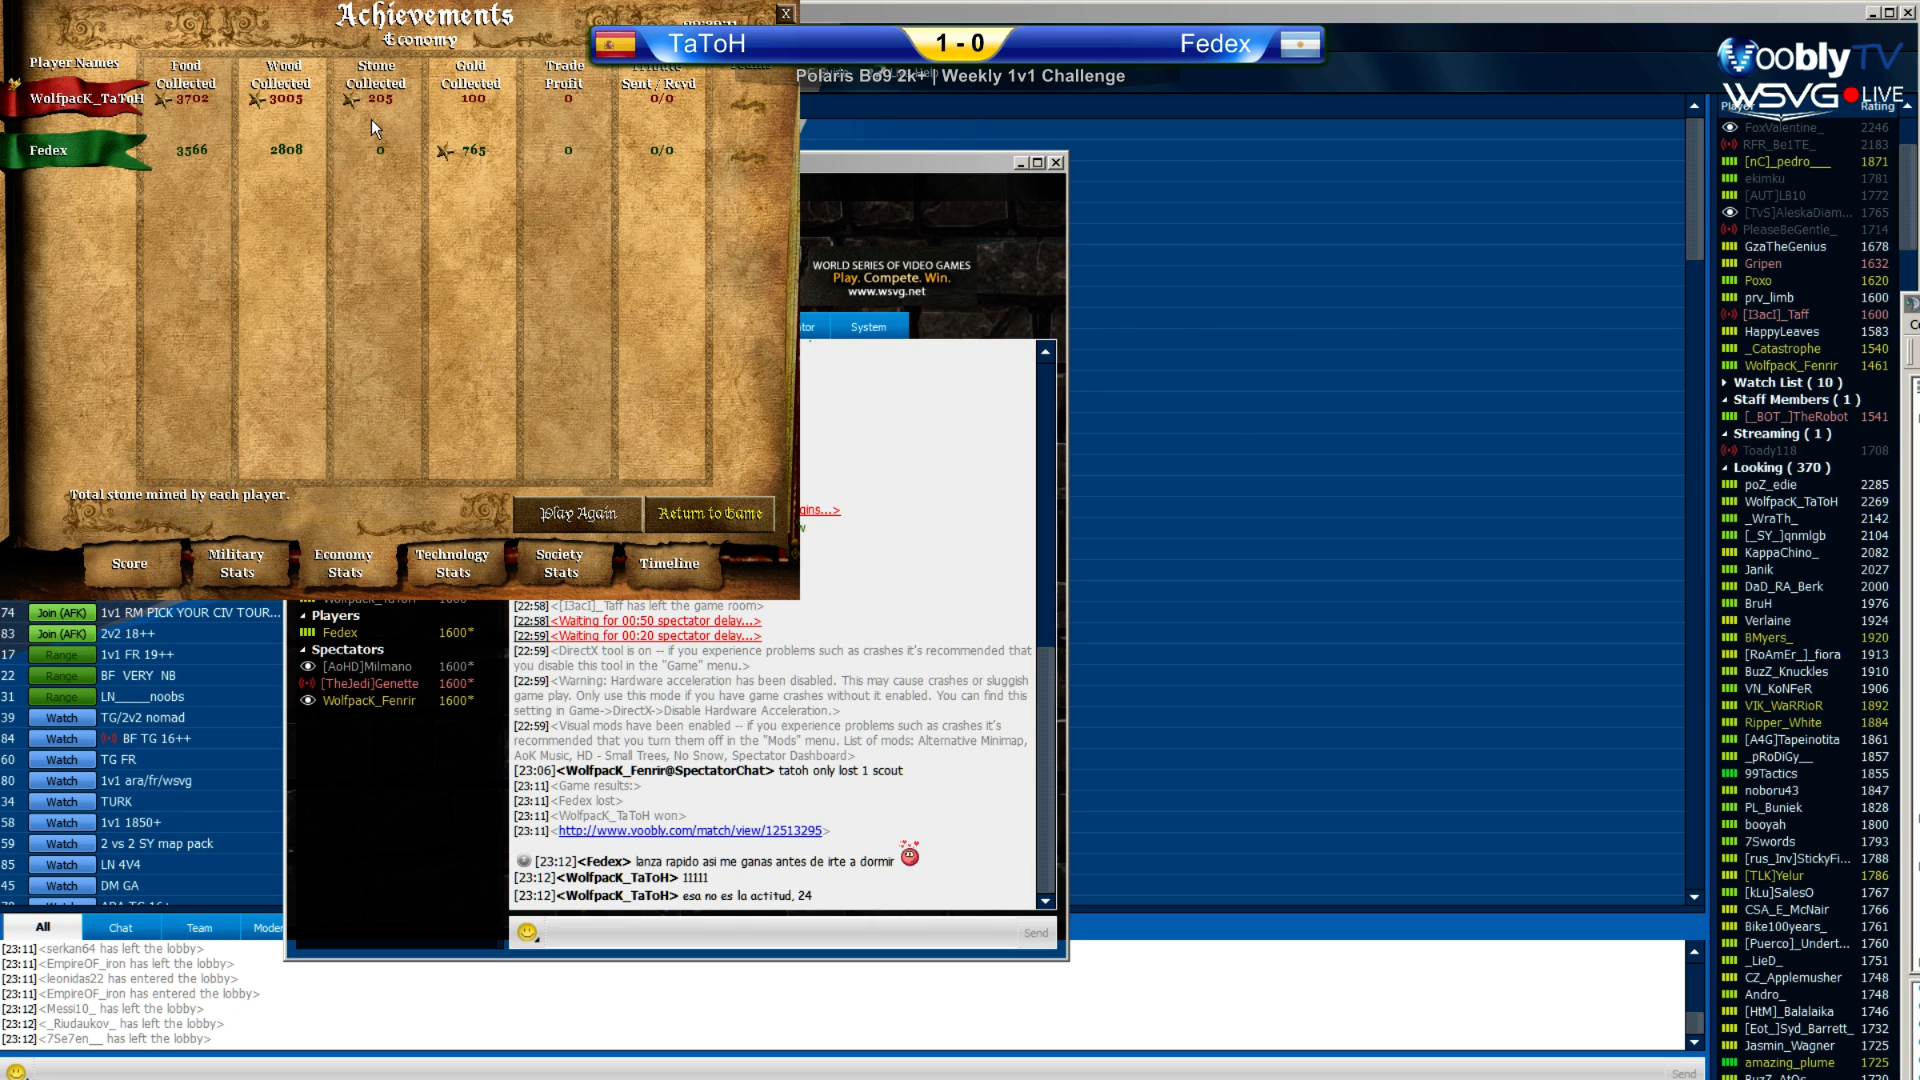 Achievements
Economy
X
Player Names
Food Collected
Wood Collected
Stone Collected
Gold Collected
Trade Profit
Sent / Rcvd
WolfpacK_TaToH 3702 3005 205 100 0 0/0
Fedex 3566 2808 0 765 0 0/0
Total stone mined by each player.
Play Again
Return to Game
Score
Military Stats
Economy Stats
Technology Stats
Society Stats
Timeline
TaToH
1 - 0
Fedex
Polaris Bo9 2k+ | Weekly 1v1 Challenge
Voobly TV
WSVG LIVE
Player
Rating
FoxValentine_ 2246
RFR_Be1TE_ 2183
[nC]_pedro___ 1871
ekimku 1781
[AUT]LB10 1772
[TvS]AleskaDiam... 1765
PleaseBeGentle_ 1714
GzaTheGenius 1678
Gripen 1632
Poxo 1620
prv_limb 1600
[I3acI]_Taff 1600
HappyLeaves 1583
_Catastrophe 1540
WolfpacK_Fenrir 1461
Watch List ( 10 )
Staff Members ( 1 )
[_BOT_]TheRobot 1541
Streaming ( 1 )
Toady118 1708
Looking ( 370 )
poZ_edie 2285
WolfpacK_TaToH 2269
_WraTh_ 2142
[_SY_]qnmlgb 2104
KappaChino_ 2082
Janik 2027
DaD_RA_Berk 2000
BruH 1976
Verlaine 1924
BMyers_ 1920
[RoAmEr_]_fiora 1913
BuzZ_Knuckles 1910
VN_KoNFeR 1906
VIK_WaRRioR 1892
Ripper_White 1884
[A4G]Tapeinotita 1861
_pRoDiGy__ 1857
99Tactics 1855
noboru43 1847
PL_Buniek 1828
booyah 1800
7Swords 1793
[rus_Inv]StickyFi... 1788
[TLK]Yelur 1786
[kLu]SalesO 1767
CSA_E_McNair 1766
Bike100years_ 1761
[Puerco]_Undert... 1760
_LieD_ 1751
CZ_Applemusher 1748
Andro_ 1748
[HtM]_Balalaika 1746
[Eot_]Syd_Barrett_ 1732
Jasmin_Wagner 1725
amazing_plume 1725
WORLD SERIES OF VIDEO GAMES
Play. Compete. Win.
www.wsvg.net
System
gins...>
74 Join (AFK) 1v1 RM PICK YOUR CIV TOUR...
83 Join (AFK) 2v2 18++
17 Range 1v1 FR 19++
22 Range BF VERY NB
31 Range LN_____noobs
39 Watch TG/2v2 nomad
84 Watch BF TG 16++
60 Watch TG FR
80 Watch 1v1 ara/fr/wsvg
34 Watch TURK
58 Watch 1v1 1850+
59 Watch 2 vs 2 SY map pack
85 Watch LN 4V4
45 Watch DM GA
Players
Fedex 1600*
Spectators
[AoHD]Milmano 1600*
[TheJedi]Genette 1600*
WolfpacK_Fenrir 1600*
[22:58]<[I3acI]_Taff has left the game room>
[22:58]<Waiting for 00:50 spectator delay...>
[22:59]<Waiting for 00:20 spectator delay...>
[22:59]<DirectX tool is on -- if you experience problems such as crashes it's recommended that
you disable this tool in the "Game" menu.>
[22:59]<Warning: Hardware acceleration has been disabled. This may cause crashes or sluggish
game play. Only use this mode if you have game crashes without it enabled. You can find this
setting in Game->DirectX->Disable Hardware Acceleration.>
[22:59]<Visual mods have been enabled -- if you experience problems such as crashes it's
recommended that you turn them off in the "Mods" menu. List of mods: Alternative Minimap,
AoK Music, HD - Small Trees, No Snow, Spectator Dashboard>
[23:06]<WolfpacK_Fenrir@SpectatorChat> tatoh only lost 1 scout
[23:11]<Game results:>
[23:11]<Fedex lost>
[23:11]<WolfpacK_TaToH won>
[23:11]<http://www.voobly.com/match/view/12513295>
[23:12]<Fedex> lanza rapido asi me ganas antes de irte a dormir
[23:12]<WolfpacK_TaToH> 11111
[23:12]<WolfpacK_TaToH> esa no es la actitud, 24
Send
All
Chat
Team
Moder
[23:11]<serkan64 has left the lobby>
[23:11]<EmpireOF_iron has left the lobby>
[23:11]<leonidas22 has entered the lobby>
[23:11]<EmpireOF_iron has entered the lobby>
[23:12]<Messi10_ has left the lobby>
[23:12]<_Riudaukov_ has left the lobby>
[23:12]<7Se7en__ has left the lobby>
Send